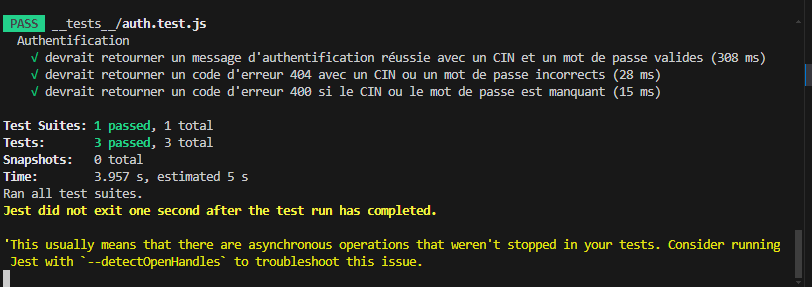 PASS __tests__/auth.test.js
Authentification
√ devrait retourner un message d'authentification réussie avec un CIN et un mot de passe valides (308 ms)
√ devrait retourner un code d'erreur 404 avec un CIN ou un mot de passe incorrects (28 ms)
√ devrait retourner un code d'erreur 400 si le CIN ou le mot de passe est manquant (15 ms)
Test Suites: 1 passed, 1 total
Tests: 3 passed, 3 total
Snapshots: 0 total
Time: 3.957 s, estimated 5 s
Ran all test suites.
Jest did not exit one second after the test run has completed.
'This usually means that there are asynchronous operations that weren't stopped in your tests. Consider running
Jest with `--detectOpenHandles` to troubleshoot this issue.